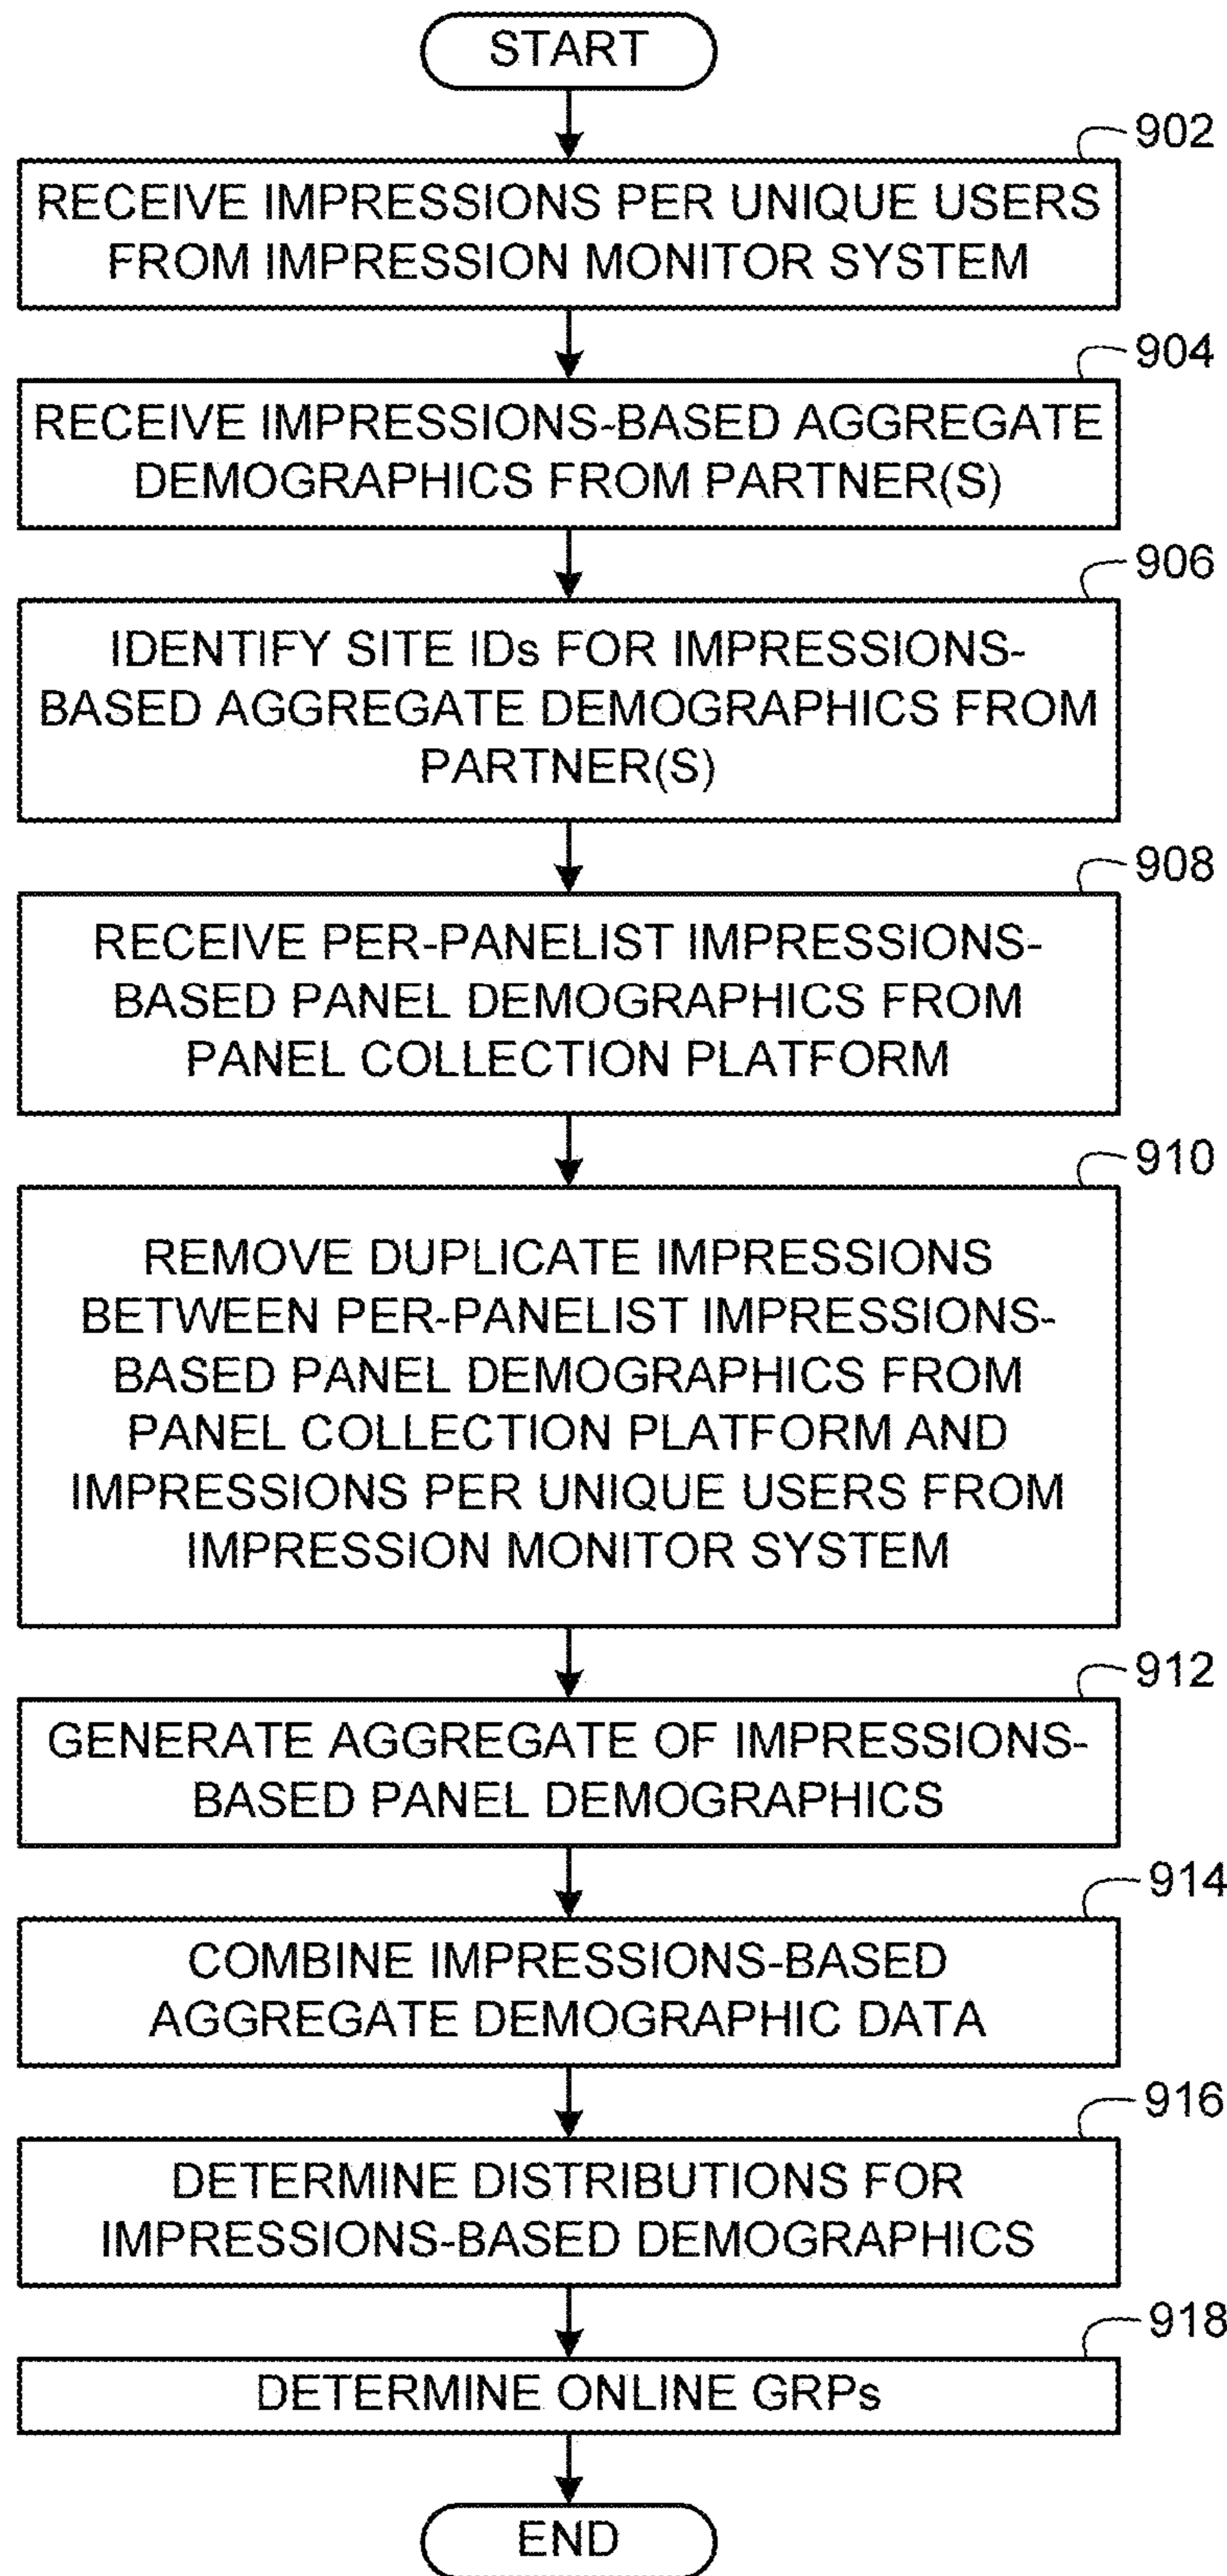 START
902
RECEIVE IMPRESSIONS PER UNIQUE USERS
FROM IMPRESSION MONITOR SYSTEM
904
RECEIVE IMPRESSIONS-BASED AGGREGATE
DEMOGRAPHICS FROM PARTNER(S)
906
IDENTIFY SITE IDs FOR IMPRESSIONS-
BASED AGGREGATE DEMOGRAPHICS FROM
PARTNER(S)
908
RECEIVE PER-PANELIST IMPRESSIONS-
BASED PANEL DEMOGRAPHICS FROM
PANEL COLLECTION PLATFORM
910
REMOVE DUPLICATE IMPRESSIONS
BETWEEN PER-PANELIST IMPRESSIONS-
BASED PANEL DEMOGRAPHICS FROM
PANEL COLLECTION PLATFORM AND
IMPRESSIONS PER UNIQUE USERS FROM
IMPRESSION MONITOR SYSTEM
912
GENERATE AGGREGATE OF IMPRESSIONS-
BASED PANEL DEMOGRAPHICS
914
COMBINE IMPRESSIONS-BASED
AGGREGATE DEMOGRAPHIC DATA
916
DETERMINE DISTRIBUTIONS FOR
IMPRESSIONS-BASED DEMOGRAPHICS
918
DETERMINE ONLINE GRPs
END